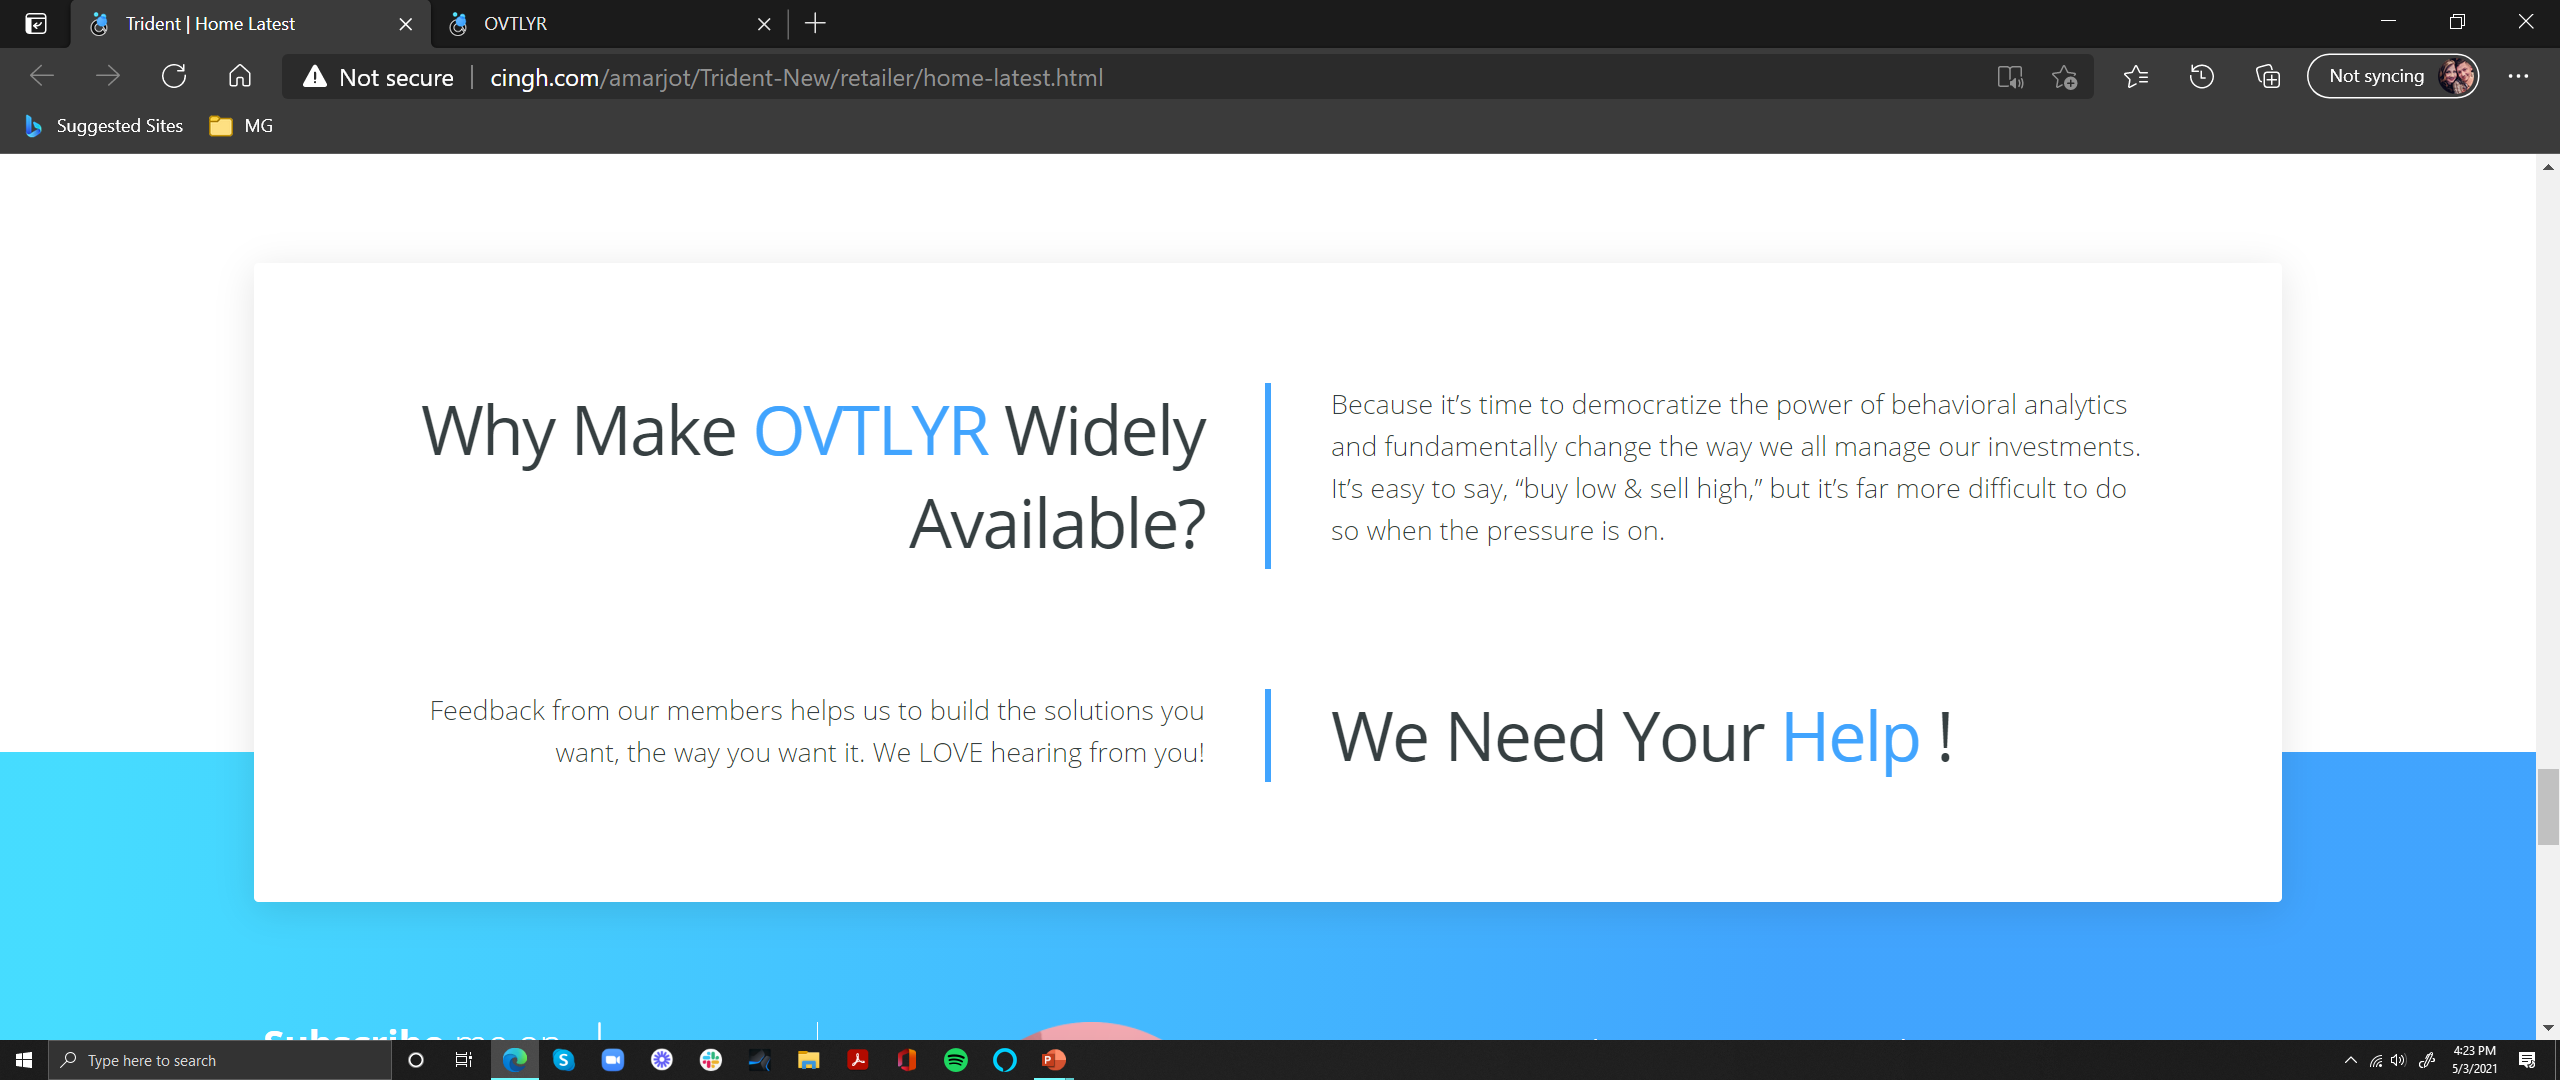 Trident | Home Latest
OVTLYR
Not secure
cingh.com/amarjot/Trident-New/retailer/home-latest.html
Not syncing
Suggested Sites
MG
Why Make OVTLYR Widely
Available?
Because it’s time to democratize the power of behavioral analytics
and fundamentally change the way we all manage our investments.
It’s easy to say, “buy low & sell high,” but it’s far more difficult to do
so when the pressure is on.
Feedback from our members helps us to build the solutions you
want, the way you want it. We LOVE hearing from you!
We Need Your Help !
Subscribe me on
Type here to search
4:23 PM
5/3/2021